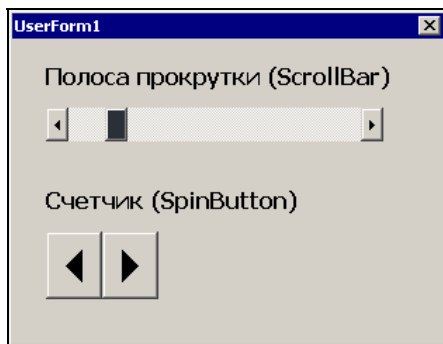 UserForm1
Полоса прокрутки (ScrollBar)
Счетчик (SpinButton)